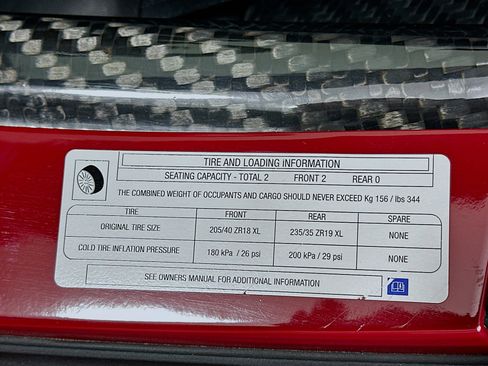 TIRE AND LOADING INFORMATION
SEATING CAPACITY - TOTAL 2 FRONT 2 REAR 0
THE COMBINED WEIGHT OF OCCUPANTS AND CARGO SHOULD NEVER EXCEED Kg 156 / lbs 344
TIRE FRONT REAR SPARE
ORIGINAL TIRE SIZE 205/40 ZR18 XL 235/35 ZR19 XL NONE
COLD TIRE INFLATION PRESSURE 180 kPa / 26 psi 200 kPa / 29 psi NONE
SEE OWNERS MANUAL FOR ADDITIONAL INFORMATION